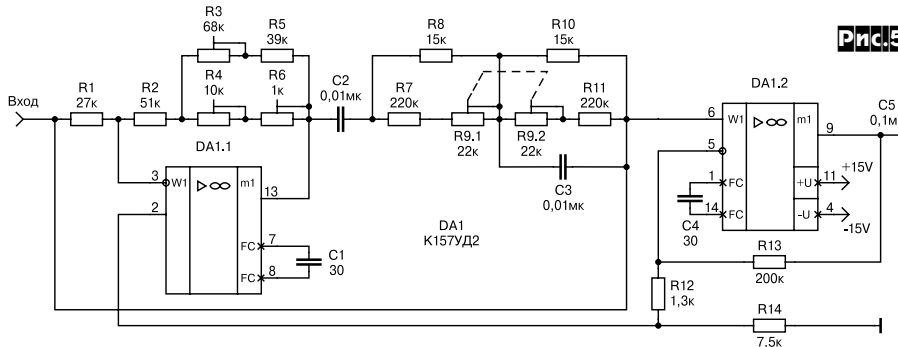 R3
68к
R5
39к
R8
15к
R10
15к
Рис.5
R1
27к
R2
51к
R4
10к
R6
1к
C2
0,01мк
R7
220к
R11
220к
DA1.2
C5
0,1м
Вход
R9.1
22к
R9.2
22к
DA1.1
6
W1
▷∞
m1
9
5
3
W1
▷∞
m1
13
C3
0,01мк
1
FC
+U
11
+15V
2
14
FC
-U
4
-15V
C4
30
DA1
К157УД2
FC
7
C1
30
FC
8
R13
200к
R12
1,3к
R14
7.5к